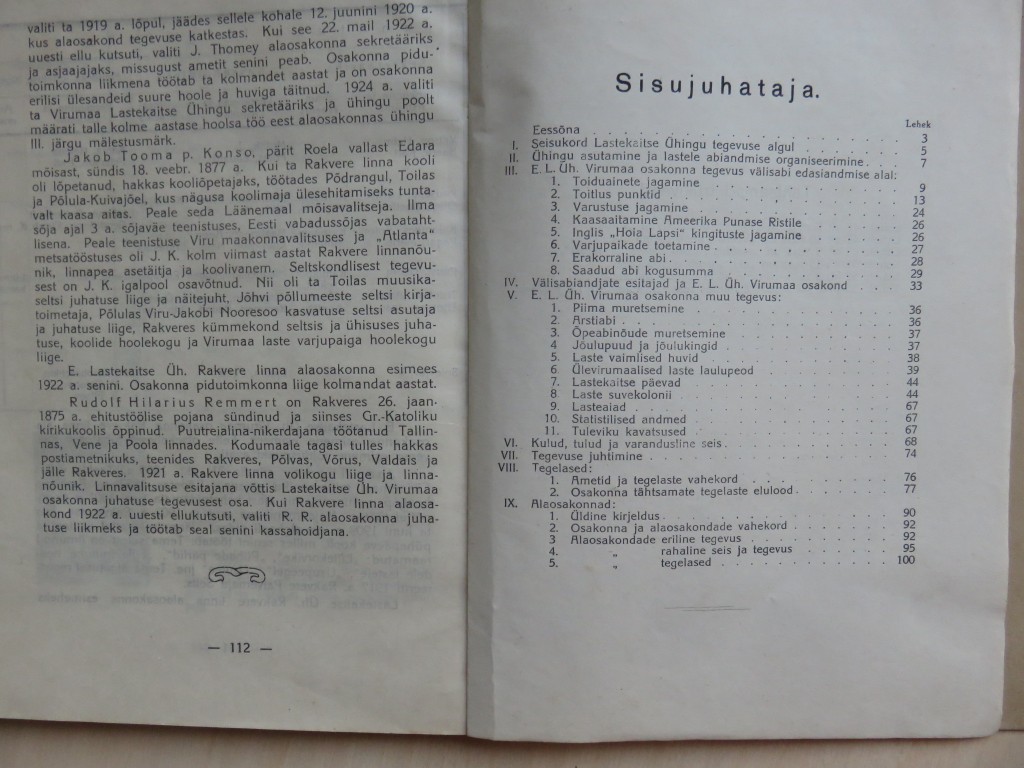 valiti ta 1919 a. lõpul, jäädes sellele kohale 12. juunini 1920 a.
kus alaosakond tegevuse katkestas. Kui see 22. mail 1922 a.
uuesti ellu kutsuti, valiti J. Thomey alaosakonna sekretääriks
ja asjaajajaks, missugust ametit senini peab. Osakonna pidu-
toimkonna liikmena töötab ta kolmandet aastat ja on osakonna
erilisi ülesandeid suure hoole ja huviga täitnud. 1924 a. valiti
ta Virumaa Lastekaitse Ühingu sekretääriks ja ühingu poolt
määrati talle kolme aastase hoolsa töö eest alaosakonnas ühingu
III. järgu mälestusmärk.
Jakob Tooma p. Konso, pärit Roela vallast Edara
mõisast, sündis 18. veebr. 1877 a. Kui ta Rakvere linna kooli
oli lõpetanud, hakkas kooliõpetajaks, töötades Põdrangul, Toilas
ja Põlula-Kuivajõel, kus nägusa koolimaja ülesehitamiseks tunta-
valt kaasa aitas. Peale seda Läänemaal mõisavalitseja. Ilma
sõja ajal 3 a. sõjaväe teenistuses, Eesti vabadussõjas vabataht-
lisena. Peale teenistuse Viru maakonnavalitsuses ja „Atlanta"
metsatööstuses oli J. K. kolm viimast aastat Rakvere linnanõu-
nik, linnapea asetäitja ja koolivanem. Seltskondlisest tegevu-
sest on J. K. igalpool osavõtnud. Nii oli ta Toilas muusika-
seltsi juhatuse liige ja näitejuht, Jõhvi põllumeeste seltsi kirja-
toimetaja, Põlulas Viru-Jakobi Nooresoo kasvatuse seltsi asutaja
ja juhatuse liige, Rakveres kümmekond seltsis ja ühisuses juha-
tuse, koolide hoolekogu ja Virumaa laste varjupaiga hoolekogu
liige.
E. Lastekaitse Üh. Rakvere linna alaosakonna esimees
1922 a. senini. Osakonna pidutoimkonna liige kolmandat aastat.
Rudolf Hilarius Remmert on Rakveres 26. jaan.
1875 a. ehitustöölise pojana sündinud ja siinses Gr.-Katoliku
kirikukoolis õppinud. Puutreialina-nikerdajana töötanud Tallin-
nas, Vene ja Poola linnades. Kodumaale tagasi tulles hakkas
postiametnikuks, teenides Rakveres, Põlvas, Võrus, Valdais ja
jälle Rakveres. 1921 a. Rakvere linna volikogu liige ja linna-
nõunik. Linnavalitsuse esitajana võttis Lastekaitse Üh. Virumaa
osakonna juhatuse tegevusest osa. Kui Rakvere linna alaosa-
kond 1922 a. uuesti ellukutsuti, valiti R. R. alaosakonna juha-
tuse liikmeks ja töötab seal senini kassahoidjana.
— 112 —
Sisujuhataja.
Lehek
Eessõna . . . . . 3
I. Seisukord Lastekaitse Ühingu tegevuse algul . . . 5
II. Ühingu asutamine ja lastele abiandmise organiseerimine . . 7
III. E. L. Üh. Virumaa osakonna tegevus välisabi edasiandmise alal:
1. Toiduainete jagamine . . . 9
2. Toitlus punktid . . . 13
3. Varustuse jagamine . . . 24
4. Kaasaaitamine Ameerika Punase Ristile . . . 26
5. Inglis „Hoia Lapsi" kingituste jagamine . . . 26
6. Varjupaikade toetamine . . . 27
7. Erakorraline abi . . . 28
8. Saadud abi kogusumma . . . 29
IV. Välisabiandjate esitajad ja E. L. Üh. Virumaa osakond . . 33
V. E. L. Üh. Virumaa osakonna muu tegevus:
1. Piima muretsemine . . . 36
2. Arstiabi . . . 36
3. Õpeabinõude muretsemine . . . 37
4 Jõulupuud ja jõulukingid . . . 37
5. Laste vaimlised huvid . . . 38
6. Ülevirumaalised laste laulupeod . . . 39
7. Lastekaitse päevad . . . 44
8. Laste suvekolonii . . . 44
9. Lasteaiad . . . 67
10. Statistilised andmed . . . 67
11. Tuleviku kavatsused . . . 67
VI. Kulud, tulud ja varandusline seis . . . 68
VII. Tegevuse juhtimine . . . 74
VIII. Tegelased:
1. Ametid ja tegelaste vahekord . . . 76
2. Osakonna tähtsamate tegelaste elulood . . . 77
IX. Alaosakonnad:
1. Üldine kirjeldus . . . 90
2. Osakonna ja alaosakondade vahekord . . . 92
3 Alaosakondade eriline tegevus . . . 92
4. „ rahaline seis ja tegevus . . . 95
5. „ tegelased . . . 100